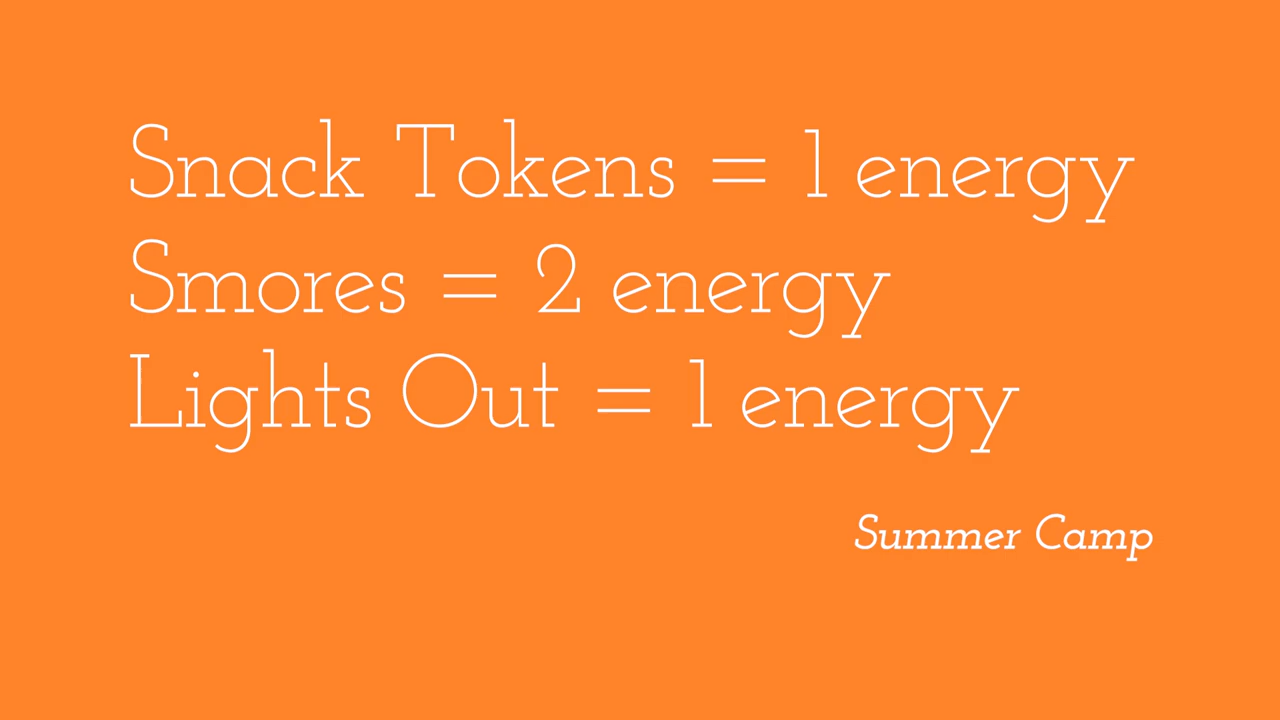 Snack Tokens = 1 energy
Smores = 2 energy
Lights Out = 1 energy
Summer Camp